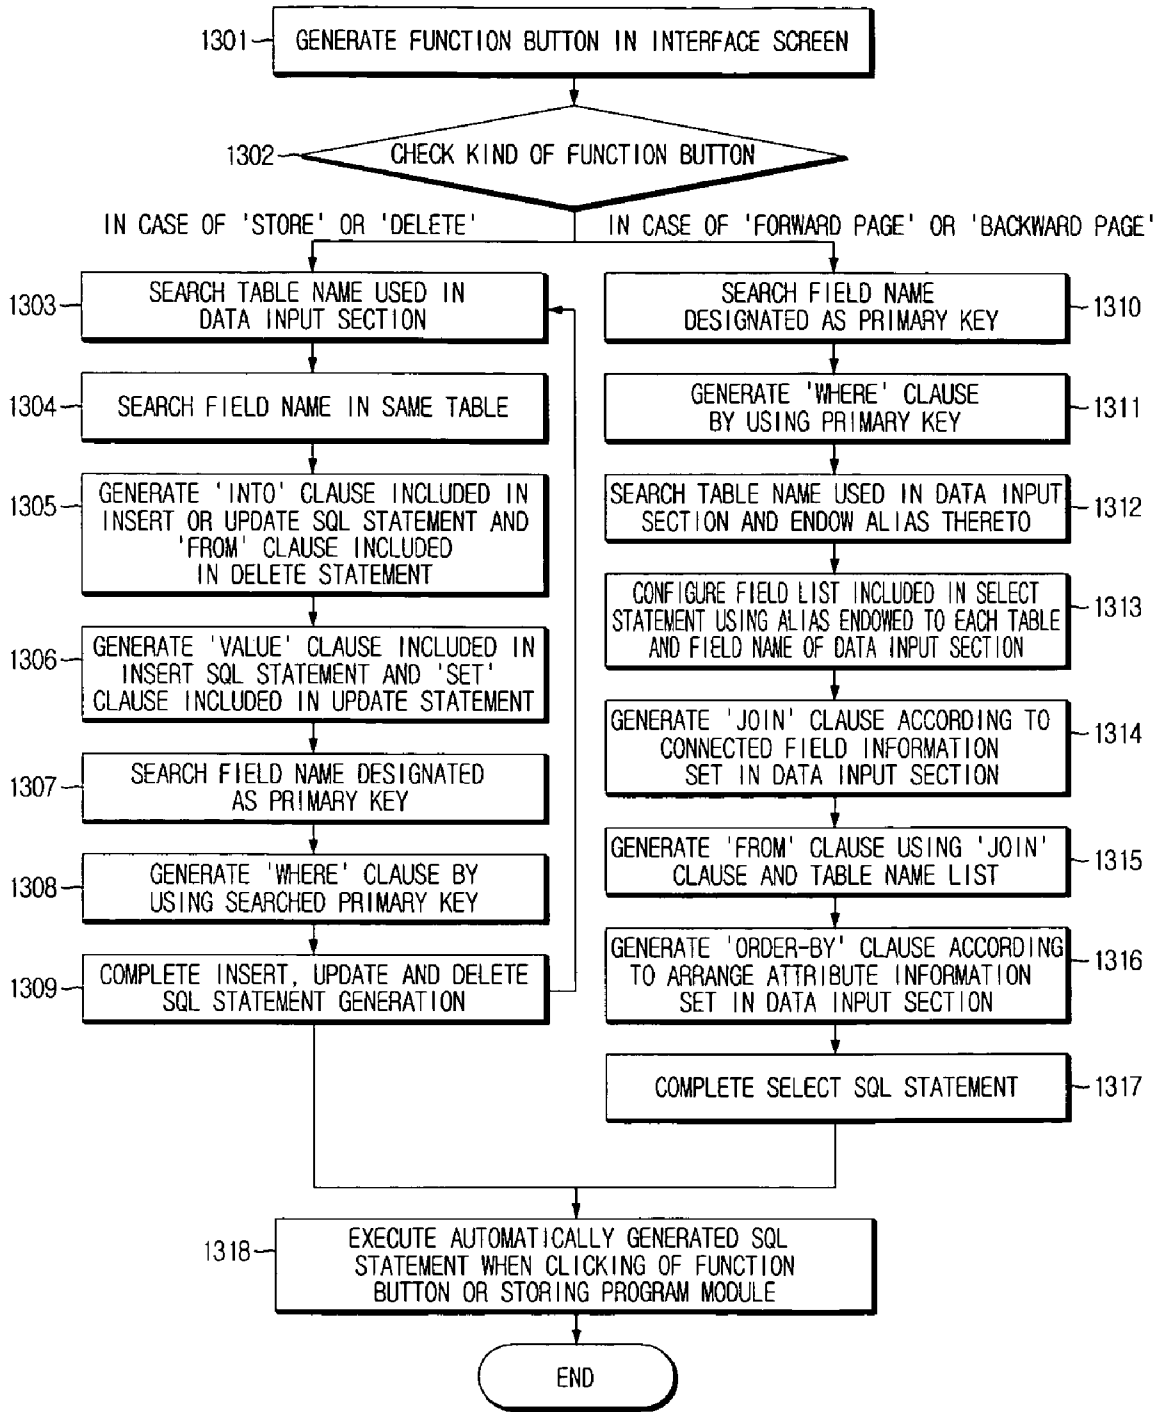 1301
GENERATE FUNCTION BUTTON IN INTERFACE SCREEN
1302
CHECK KIND OF FUNCTION BUTTON
IN CASE OF 'STORE' OR 'DELETE'
IN CASE OF 'FORWARD PAGE' OR 'BACKWARD PAGE'
1303
SEARCH TABLE NAME USED IN
DATA INPUT SECTION
1304
SEARCH FIELD NAME IN SAME TABLE
1305
GENERATE 'INTO' CLAUSE INCLUDED IN
INSERT OR UPDATE SQL STATEMENT AND
'FROM' CLAUSE INCLUDED
IN DELETE STATEMENT
1306
GENERATE 'VALUE' CLAUSE INCLUDED IN
INSERT SQL STATEMENT AND 'SET'
CLAUSE INCLUDED IN UPDATE STATEMENT
1307
SEARCH FIELD NAME DESIGNATED
AS PRIMARY KEY
1308
GENERATE 'WHERE' CLAUSE BY
USING SEARCHED PRIMARY KEY
1309
COMPLETE INSERT, UPDATE AND DELETE
SQL STATEMENT GENERATION
SEARCH FIELD NAME
DESIGNATED AS PRIMARY KEY
1310
GENERATE 'WHERE' CLAUSE
BY USING PRIMARY KEY
1311
SEARCH TABLE NAME USED IN DATA INPUT
SECTION AND ENDOW ALIAS THERETO
1312
CONFIGURE FIELD LIST INCLUDED IN SELECT
STATEMENT USING ALIAS ENDOWED TO EACH TABLE
AND FIELD NAME OF DATA INPUT SECTION
1313
GENERATE 'JOIN' CLAUSE ACCORDING TO
CONNECTED FIELD INFORMATION
SET IN DATA INPUT SECTION
1314
GENERATE 'FROM' CLAUSE USING 'JOIN'
CLAUSE AND TABLE NAME LIST
1315
GENERATE 'ORDER-BY' CLAUSE ACCORDING
TO ARRANGE ATTRIBUTE INFORMATION
SET IN DATA INPUT SECTION
1316
COMPLETE SELECT SQL STATEMENT
1317
1318
EXECUTE AUTOMATICALLY GENERATED SQL
STATEMENT WHEN CLICKING OF FUNCTION
BUTTON OR STORING PROGRAM MODULE
END